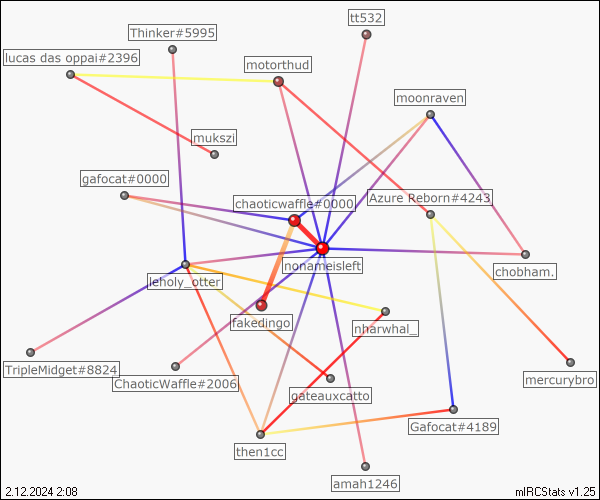 tt532
Thinker#5995
lucas das oppai#2396
motorthud
moonraven
mukszi
gafocat#0000
chaoticwaffle#0000
Azure Reborn#4243
nonameisleft
chobham.
leholy_otter
fakedingo
nharwhal_
TripleMidget#8824
ChaoticWaffle#2006
mercurybro
gateauxcatto
Gafocat#4189
then1cc
amah1246
2.12.2024 2:08
mIRCStats v1.25